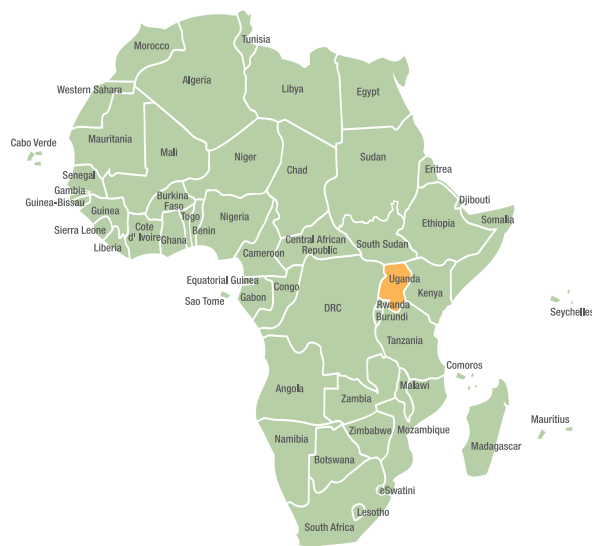 Tunisia
Morocco
Algeria
Libya
Egypt
Western Sahara
Mauritania
Mali
Niger
Chad
Sudan
Eritrea
Cabo Verde
Senegal
Gambia
Guinea-Bissau
Guinea
Sierra Leone
Liberia
Cote
d' Ivoire
Burkina
Faso
Ghana
Togo
Benin
Nigeria
Cameroon
Central African
Republic
South Sudan
Ethiopia
Djibouti
Somalia
Equatorial Guinea
Sao Tome
Gabon
Congo
DRC
Uganda
Kenya
Rwanda
Burundi
Tanzania
Seychelles
Comoros
Angola
Zambia
Malawi
Mozambique
Zimbabwe
Namibia
Botswana
Madagascar
Mauritius
eSwatini
Lesotho
South Africa